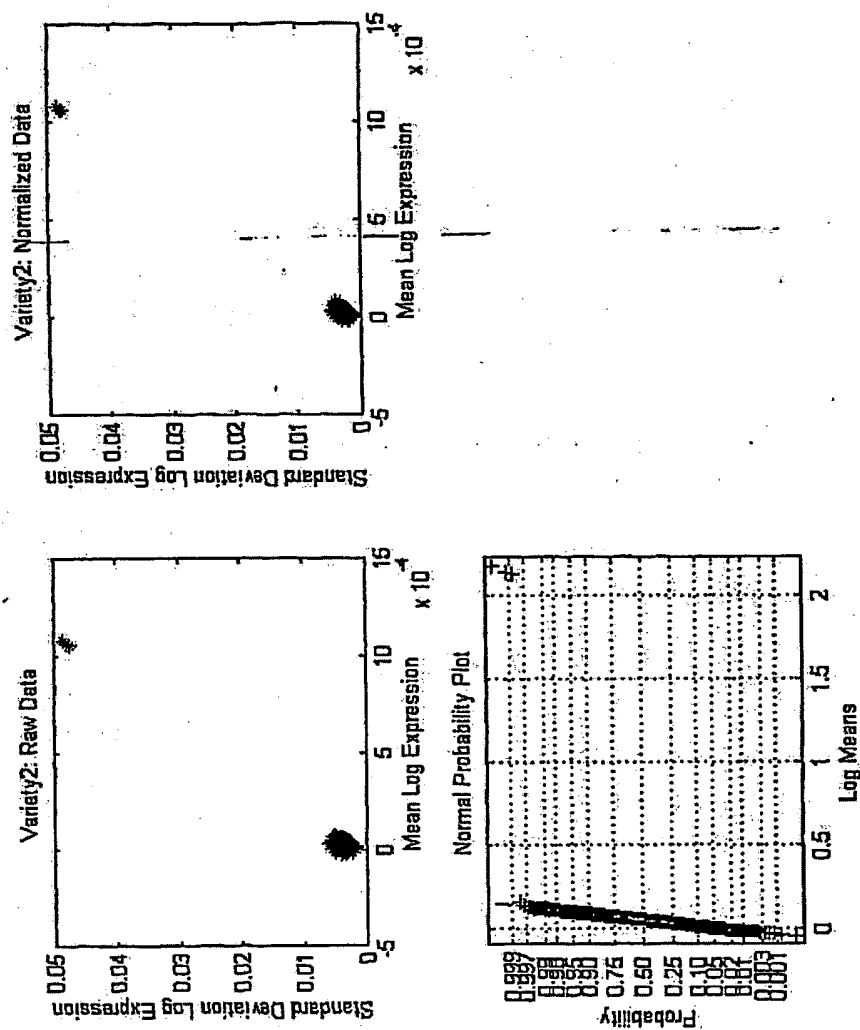 Variety2: Raw Data
0.05
0.04
0.03
0.02
0.01
0
Standard Deviation Log Expression
-5 0 5 10 15
Mean Log Expression
x 10-4
Variety2: Normalized Data
0.05
0.04
0.03
0.02
0.01
0
Standard Deviation Log Expression
-5 0 5 10 15
Mean Log Expression
x 10-4
Normal Probability Plot
0.999
0.997
0.99
0.98
0.95
0.90
0.75
0.50
0.25
0.10
0.05
0.02
0.01
0.003
0.001
Probability
0 0.5 1 1.5 2
Log Means